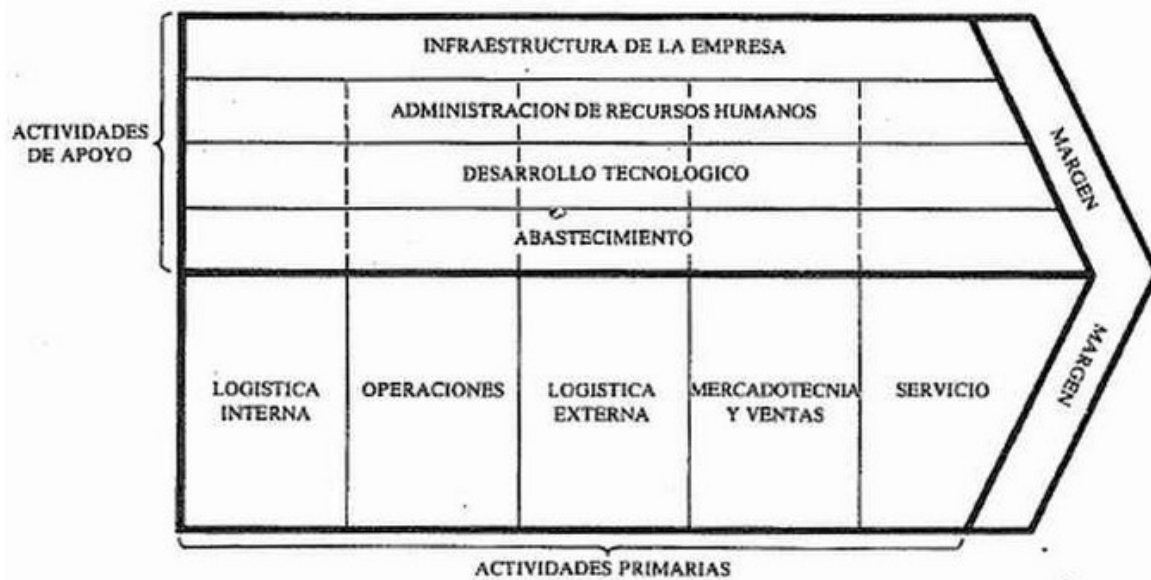 INFRAESTRUCTURA DE LA EMPRESA
ADMINISTRACION DE RECURSOS HUMANOS
ACTIVIDADES
DE APOYO
DESARROLLO TECNOLOGICO
ABASTECIMIENTO
MARGEN
LOGISTICA
INTERNA
OPERACIONES
LOGISTICA
EXTERNA
MERCADOTECNIA
Y VENTAS
SERVICIO
MARGEN
ACTIVIDADES PRIMARIAS